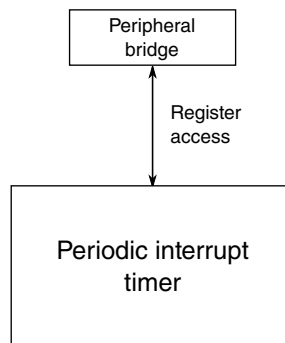 Peripheral
bridge
Register
access
Periodic interrupt
timer